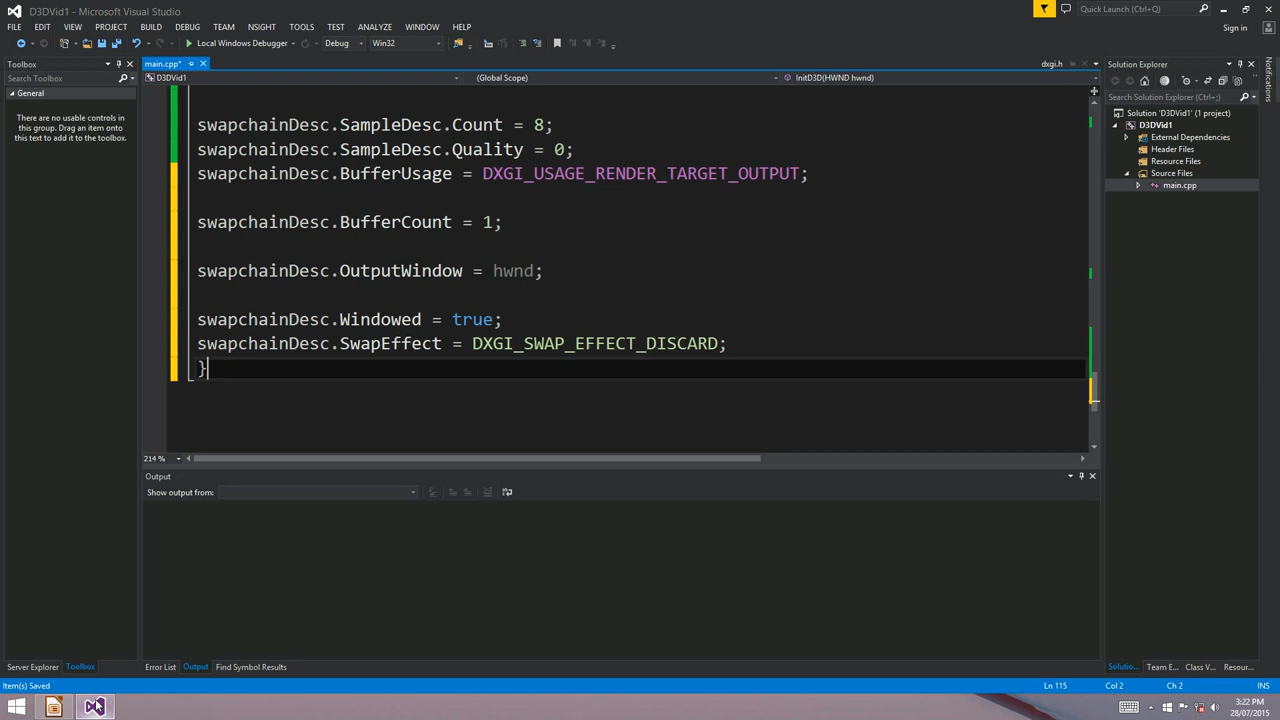 D3DVid1 - Microsoft Visual Studio
Quick Launch (Ctrl+Q)
FILE EDIT VIEW PROJECT BUILD DEBUG TEAM NSIGHT TOOLS TEST ANALYZE WINDOW HELP
Sign in
Local Windows Debugger Debug Win32
Toolbox
main.cpp*
dxgi.h
Solution Explorer
Notifications
Search Toolbox
D3DVid1
(Global Scope)
InitD3D(HWND hwnd)
General
Search Solution Explorer (Ctrl+;)
There are no usable controls in
this group. Drag an item onto
this text to add it to the toolbox.
Solution 'D3DVid1' (1 project)
D3DVid1
External Dependencies
Header Files
Resource Files
Source Files
main.cpp
swapchainDesc.SampleDesc.Count = 8;
swapchainDesc.SampleDesc.Quality = 0;
swapchainDesc.BufferUsage = DXGI_USAGE_RENDER_TARGET_OUTPUT;
swapchainDesc.BufferCount = 1;
swapchainDesc.OutputWindow = hwnd;
swapchainDesc.Windowed = true;
swapchainDesc.SwapEffect = DXGI_SWAP_EFFECT_DISCARD;
}
214 %
Output
Show output from:
Server Explorer Toolbox
Error List Output Find Symbol Results
Solutio... Team E... Class V... Resour...
Item(s) Saved
Ln 115 Col 2 Ch 2 INS
3:22 PM
28/07/2015